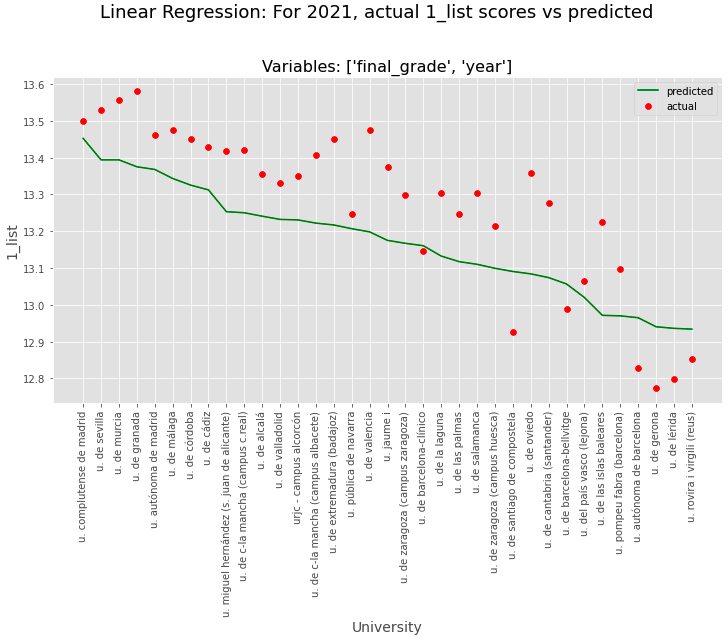 Linear Regression: For 2021, actual 1_list scores vs predicted
Variables: ['final_grade', 'year']
predicted
actual
13.6
13.5
13.4
13.3
13.2
13.1
13.0
12.9
12.8
1_list
u. complutense de madrid
u. de sevilla
u. de murcia
u. de granada
u. autónoma de madrid
u. de málaga
u. de córdoba
u. de cádiz
u. miguel hernández (s. juan de alicante)
u. de c-la mancha (campus c.real)
u. de alcalá
u. de valladolid
urjc - campus alcorcón
u. de c-la mancha (campus albacete)
u. de extremadura (badajoz)
u. pública de navarra
u. de valencia
u. jaume i
u. de zaragoza (campus zaragoza)
u. de barcelona-clínico
u. de la laguna
u. de las palmas
u. de salamanca
u. de zaragoza (campus huesca)
u. de santiago de compostela
u. de oviedo
u. de cantabria (santander)
u. de barcelona-bellvitge
u. del país vasco (lejona)
u. de las islas baleares
u. pompeu fabra (barcelona)
u. autónoma de barcelona
u. de gerona
u. de lérida
u. rovira i virgili (reus)
University